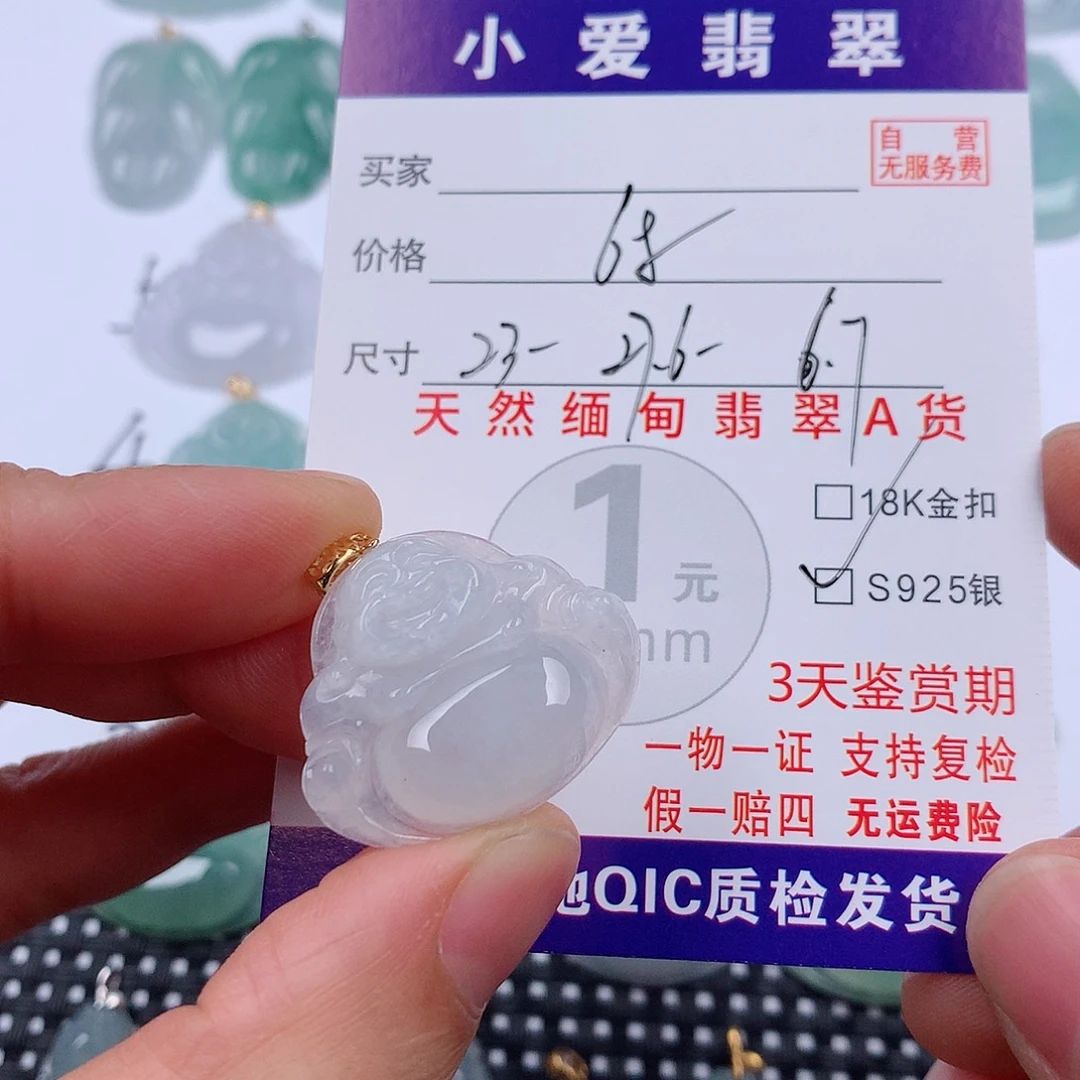 小爱翡翠
自营
无服务费
买家
价格
尺寸 23- 27.6- 6.7
天然缅甸翡翠A货
1元
mm
18K金扣
S925银
3天鉴赏期
一物一证 支持复检
假一赔四 无运费险
QIC质检发货